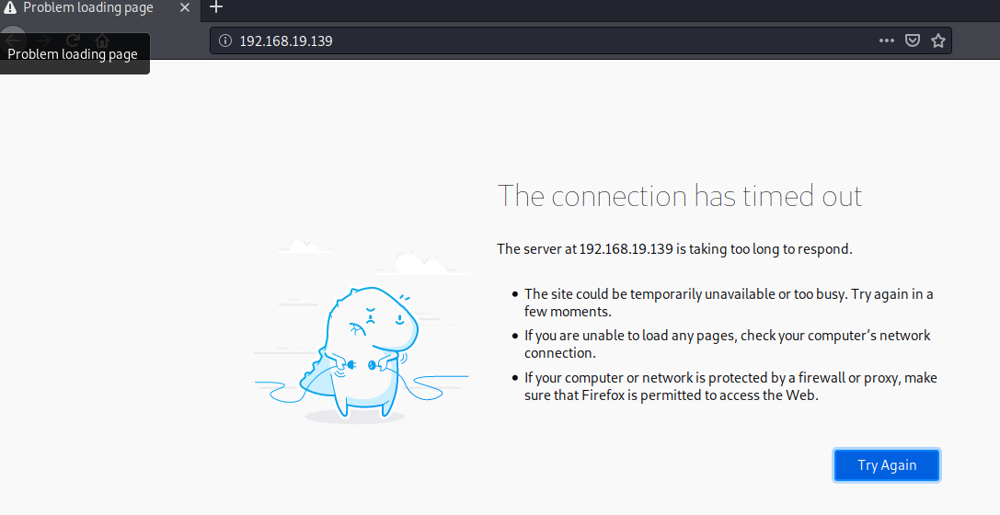 Problem loading page
192.168.19.139
Problem loading page
The connection has timed out
The server at 192.168.19.139 is taking too long to respond.
The site could be temporarily unavailable or too busy. Try again in a
few moments.
If you are unable to load any pages, check your computer’s network
connection.
If your computer or network is protected by a firewall or proxy, make
sure that Firefox is permitted to access the Web.
Try Again